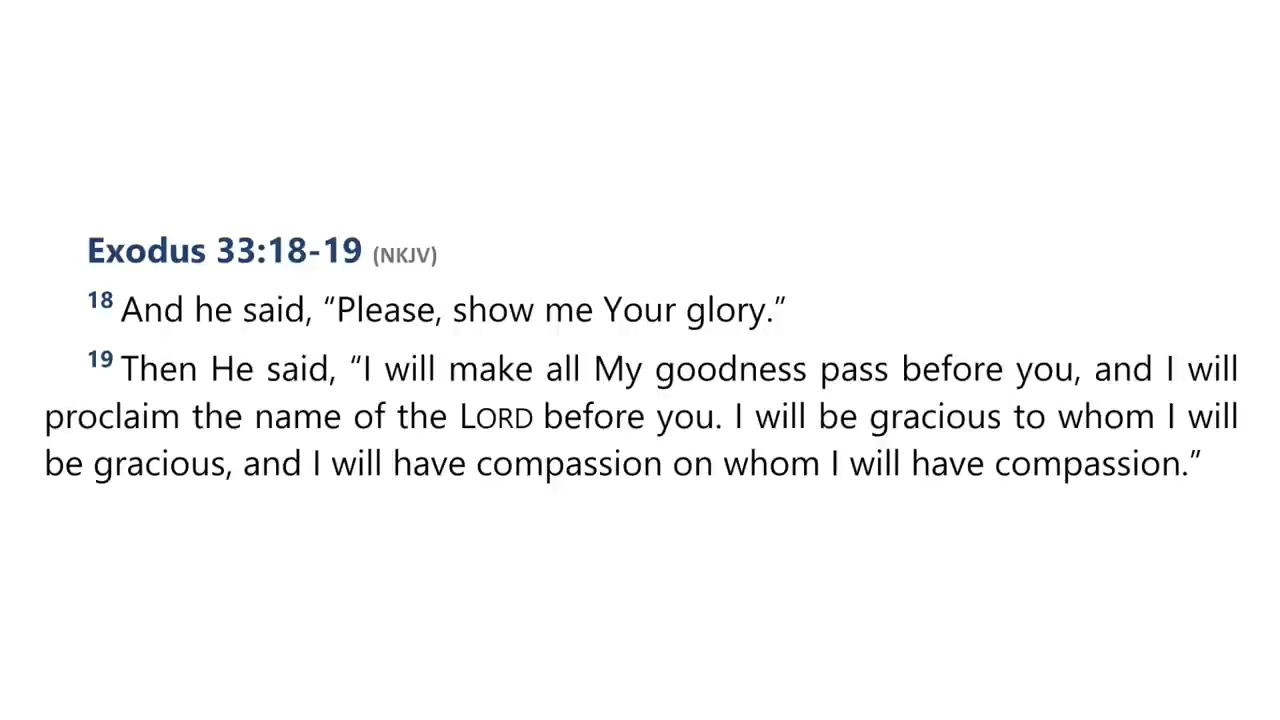 Exodus 33:18-19 (NKJV)
18 And he said, “Please, show me Your glory.”
19 Then He said, “I will make all My goodness pass before you, and I will
proclaim the name of the LORD before you. I will be gracious to whom I will
be gracious, and I will have compassion on whom I will have compassion.”